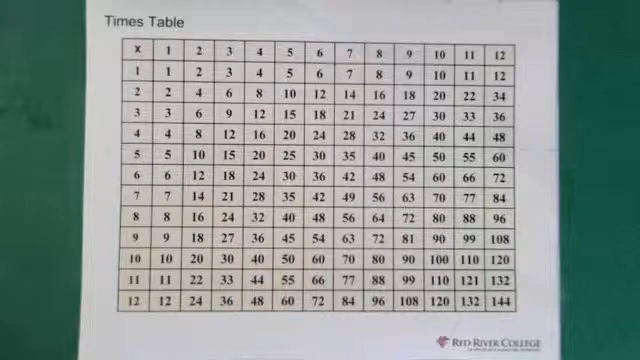 Times Table
X 1 2 3 4 5 6 7 8 9 10 11 12
1 1 2 3 4 5 6 7 8 9 10 11 12
2 2 4 6 8 10 12 14 16 18 20 22 34
3 3 6 9 12 15 18 21 24 27 30 33 36
4 4 8 12 16 20 24 28 32 36 40 44 48
5 5 10 15 20 25 30 35 40 45 50 55 60
6 6 12 18 24 30 36 42 48 54 60 66 72
7 7 14 21 28 35 42 49 56 63 70 77 84
8 8 16 24 32 40 48 56 64 72 80 88 96
9 9 18 27 36 45 54 63 72 81 90 99 108
10 10 20 30 40 50 60 70 80 90 100 110 120
11 11 22 33 44 55 66 77 88 99 110 121 132
12 12 24 36 48 60 72 84 96 108 120 132 144
RED RIVER COLLEGE